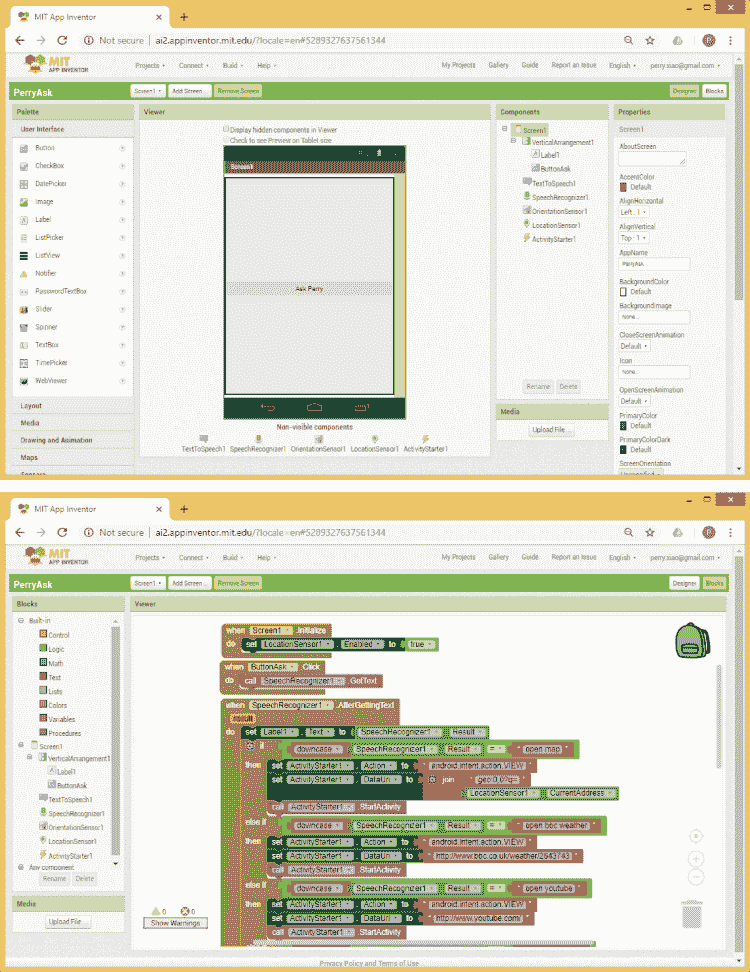 MIT App Inventor
Not secure ai2.appinventor.mit.edu/?locale=en#5289327637561344
MIT APP INVENTOR Projects Connect Build Help My Projects Gallery Guide Report an Issue English perry.xiao@gmail.com
PerryAsk Screen1 Add Screen... Remove Screen Designer Blocks
Palette Viewer Components Properties
User Interface
Button
CheckBox
DatePicker
Image
Label
ListPicker
ListView
Notifier
PasswordTextBox
Slider
Spinner
TextBox
TimePicker
WebViewer
Layout
Media
Drawing and Animation
Maps
Sensors
Display hidden components in Viewer
Check to see Preview on Tablet size.
Screen1
Ask Perry
Non-visible components
TextToSpeech1 SpeechRecognizer1 OrientationSensor1 LocationSensor1 ActivityStarter1
Screen1
VerticalArrangement1
Label1
ButtonAsk
TextToSpeech1
SpeechRecognizer1
OrientationSensor1
LocationSensor1
ActivityStarter1
Rename Delete
Media
Upload File ...
Screen1
AboutScreen
AccentColor
Default
AlignHorizontal
Left : 1
AlignVertical
Top : 1
AppName
PerryAsk
BackgroundColor
Default
BackgroundImage
None...
CloseScreenAnimation
Default
Icon
None...
OpenScreenAnimation
Default
PrimaryColor
Default
PrimaryColorDark
Default
ScreenOrientation
Unspecified
MIT App Inventor
Not secure ai2.appinventor.mit.edu/?locale=en#5289327637561344
MIT APP INVENTOR Projects Connect Build Help My Projects Gallery Guide Report an Issue English perry.xiao@gmail.com
PerryAsk Screen1 Add Screen... Remove Screen Designer Blocks
Blocks Viewer
Built-in
Control
Logic
Math
Text
Lists
Colors
Variables
Procedures
Screen1
VerticalArrangement1
Label1
ButtonAsk
TextToSpeech1
SpeechRecognizer1
OrientationSensor1
LocationSensor1
ActivityStarter1
Any component
Rename Delete
Media
Upload File ...
when Screen1 .Initialize
do set LocationSensor1 . Enabled to true
when ButtonAsk .Click
do call SpeechRecognizer1 .GetText
when SpeechRecognizer1 .AfterGettingText
result
do set Label1 . Text to SpeechRecognizer1 . Result
if downcase SpeechRecognizer1 . Result = " open map "
then set ActivityStarter1 . Action to " android.intent.action.VIEW "
set ActivityStarter1 . DataUri to join " geo:0,0?q= "
LocationSensor1 . CurrentAddress
call ActivityStarter1 .StartActivity
else if downcase SpeechRecognizer1 . Result = " open bbc weather "
then set ActivityStarter1 . Action to " android.intent.action.VIEW "
set ActivityStarter1 . DataUri to " http://www.bbc.co.uk/weather/2643743 "
call ActivityStarter1 .StartActivity
else if downcase SpeechRecognizer1 . Result = " open youtube "
then set ActivityStarter1 . Action to " android.intent.action.VIEW "
set ActivityStarter1 . DataUri to " http://www.youtube.com/ "
call ActivityStarter1 .StartActivity
0 0
Show Warnings
Privacy Policy and Terms of Use